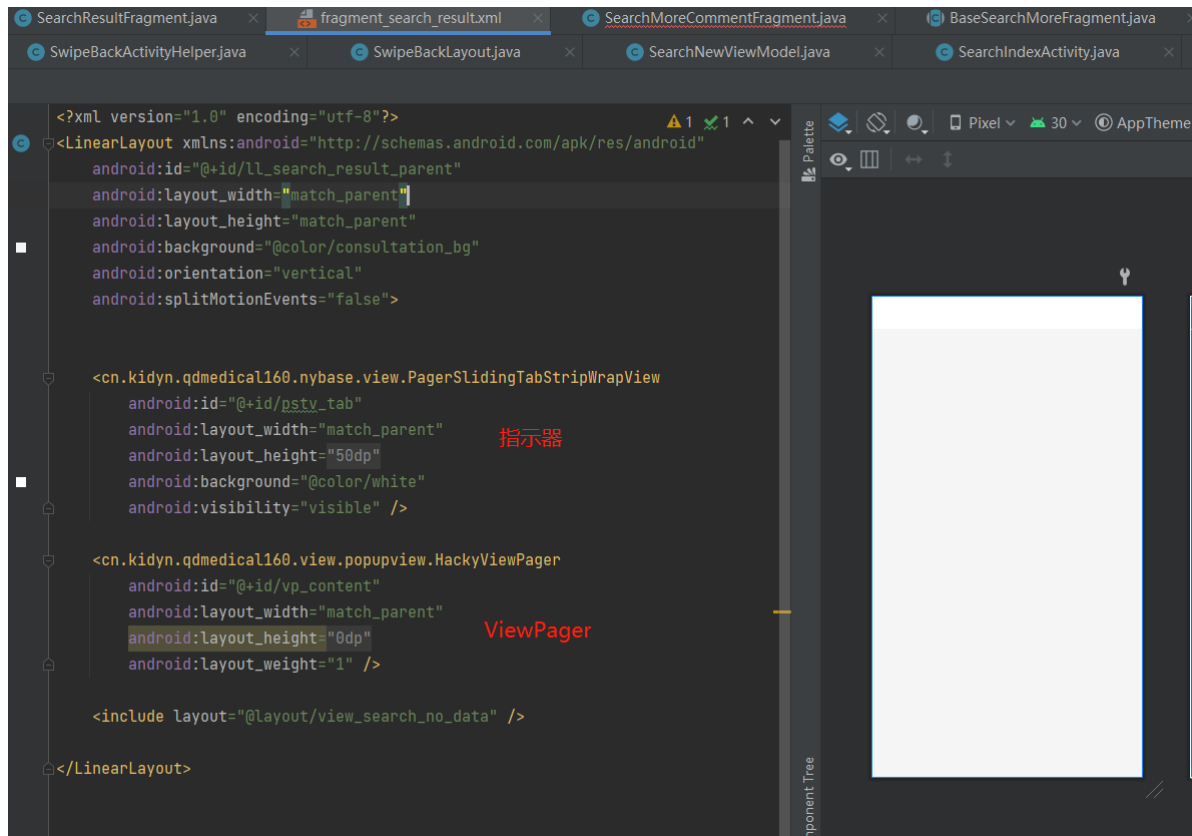 SearchResultFragment.java
fragment_search_result.xml
SearchMoreCommentFragment.java
BaseSearchMoreFragment.java
SwipeBackActivityHelper.java
SwipeBackLayout.java
SearchNewViewModel.java
SearchIndexActivity.java
<?xml version="1.0" encoding="utf-8"?>
<LinearLayout xmlns:android="http://schemas.android.com/apk/res/android"
android:id="@+id/ll_search_result_parent"
android:layout_width="match_parent"
android:layout_height="match_parent"
android:background="@color/consultation_bg"
android:orientation="vertical"
android:splitMotionEvents="false">
<cn.kidyn.qdmedical160.nybase.view.PagerSlidingTabStripWrapView
android:id="@+id/pstv_tab"
android:layout_width="match_parent"
android:layout_height="50dp"
android:background="@color/white"
android:visibility="visible" />
指示器
<cn.kidyn.qdmedical160.view.popupview.HackyViewPager
android:id="@+id/vp_content"
android:layout_width="match_parent"
android:layout_height="0dp"
android:layout_weight="1" />
ViewPager
<include layout="@layout/view_search_no_data" />
</LinearLayout>
1 1
Palette
Pixel 30 AppTheme
ponent Tree